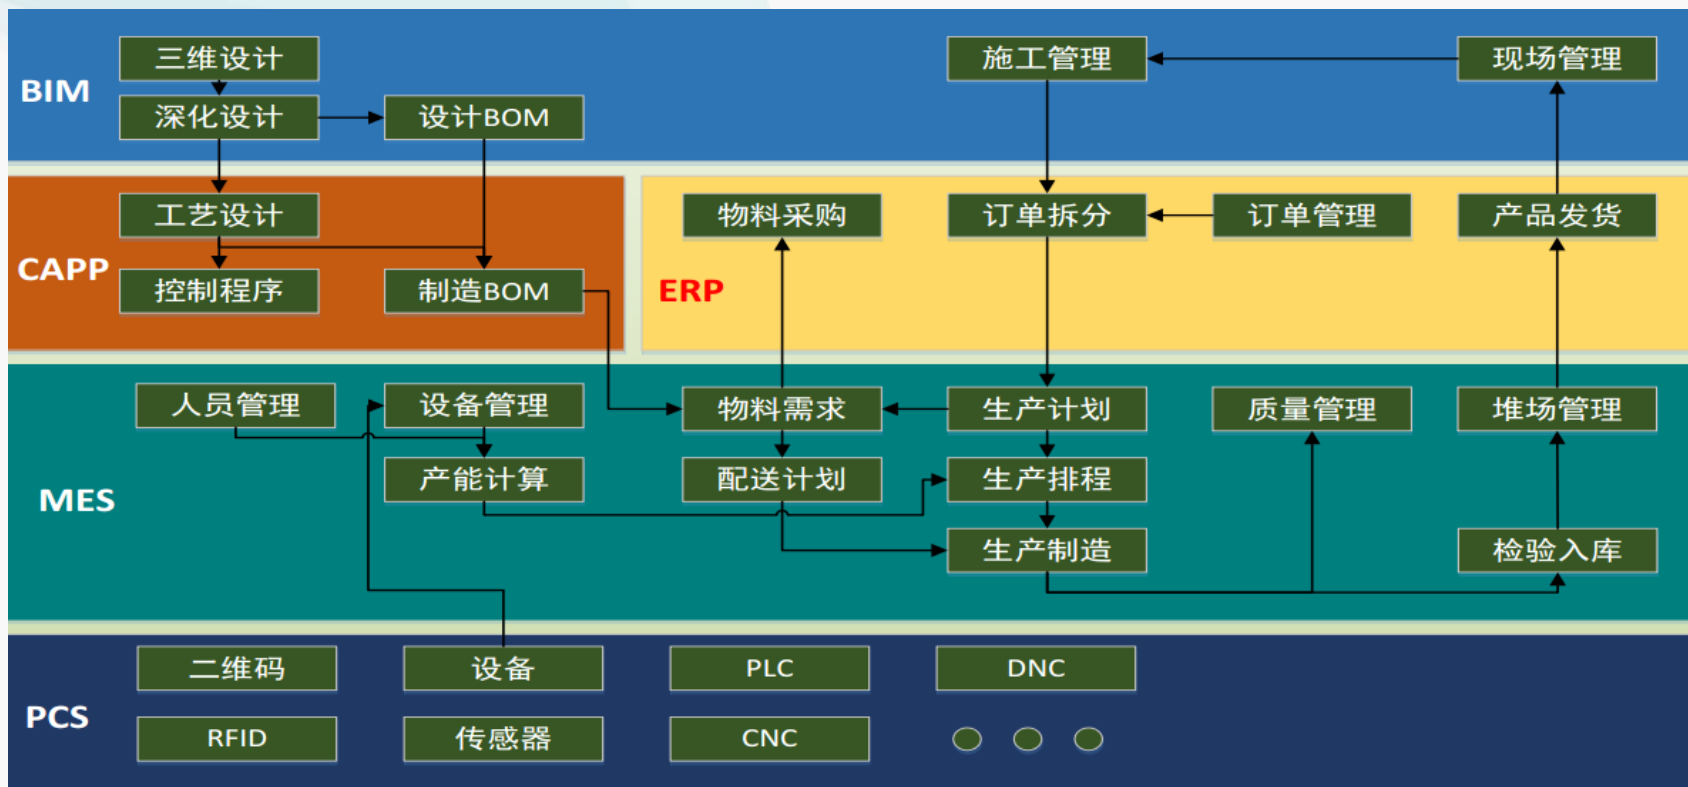 BIM
三维设计
施工管理
现场管理
深化设计
设计BOM
CAPP
工艺设计
控制程序
制造BOM
ERP
物料采购
订单拆分
订单管理
产品发货
MES
人员管理
设备管理
物料需求
生产计划
质量管理
堆场管理
产能计算
配送计划
生产排程
生产制造
检验入库
PCS
二维码
设备
PLC
DNC
RFID
传感器
CNC